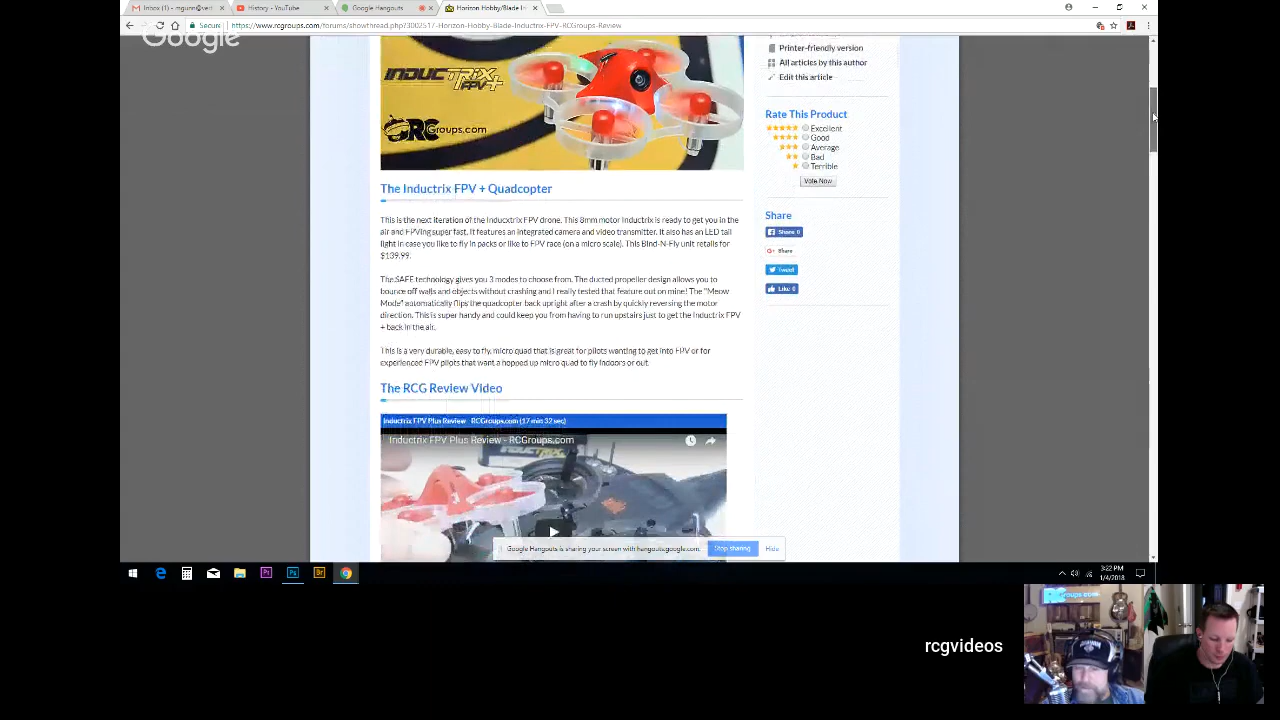 Inbox (1) - mgunn@vert
History - YouTube
Google Hangouts
Horizon Hobby Blade In
Secure
https://www.rcgroups.com/forums/showthread.php?3002517-Horizon-Hobby-Blade-Inductrix-FPV-RCGroups-Review
Google
INDUCTRIX
FPV+
RCGroups.com
Printer-friendly version
All articles by this author
Edit this article
Rate This Product
Excellent
Good
Average
Bad
Terrible
Vote Now
Share
Share 0
G+ Share
Tweet
Like 0
The Inductrix FPV + Quadcopter
This is the next iteration of the Inducxtrix FPV drone. This 8mm motor Inductrix is ready to get you in the
air and FPVing super fast. It features an integrated camera and video transmitter. It also has an LED tail
light in case you like to fly in packs or like to FPV race (on a micro scale). This Bind-N-Fly unit retails for
$139.99.
The SAFE technology gives you 3 modes to choose from. The ducted propeller design allows you to
bounce off walls and objects without crashing and I really tested that feature out on mine! The "Meow
Mode" automatically flips the quadcopter back upright after a crash by quickly reversing the motor
direction. This is super handy and could keep you from having to run upstairs just to get the Inductrix FPV
+ back in the air.
This is a very durable, easy to fly, micro quad that is great for pilots wanting to get into FPV or for
experienced FPV pilots that want a hopped up micro quad to fly indoors or out.
The RCG Review Video
Inductrix FPV Plus Review - RCGroups.com (17 min 32 sec)
Inductrix FPV Plus Review - RCGroups.com
Google Hangouts is sharing your screen with hangouts.google.com.
Stop sharing
Hide
3:22 PM
1/4/2018
rcgvideos